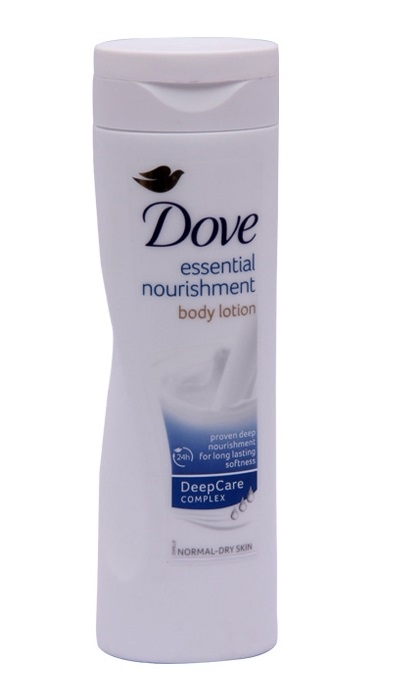 Dove
essential
nourishment
body lotion
proven deep
nourishment
for long lasting
softness
24h
DeepCare
COMPLEX
NORMAL-DRY SKIN